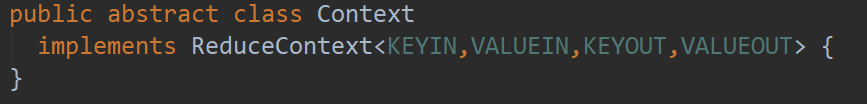 public abstract class Context
  implements ReduceContext<KEYIN,VALUEIN,KEYOUT,VALUEOUT> {
}